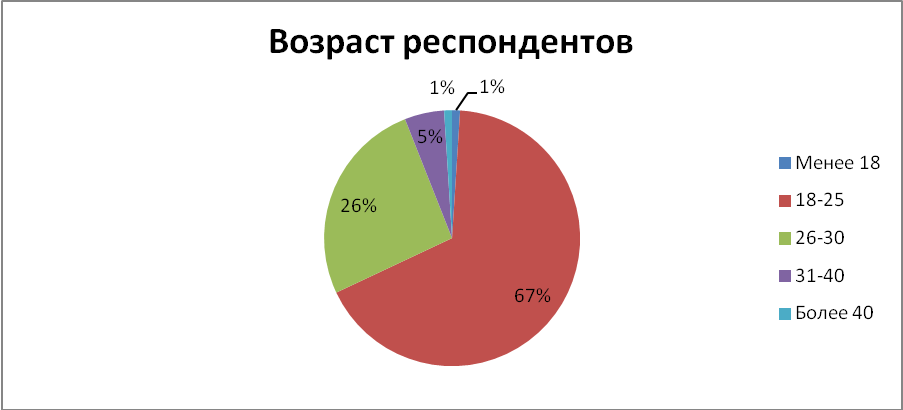 Возраст респондентов
1%
1%
5%
26%
67%
Менее 18
18-25
26-30
31-40
Более 40